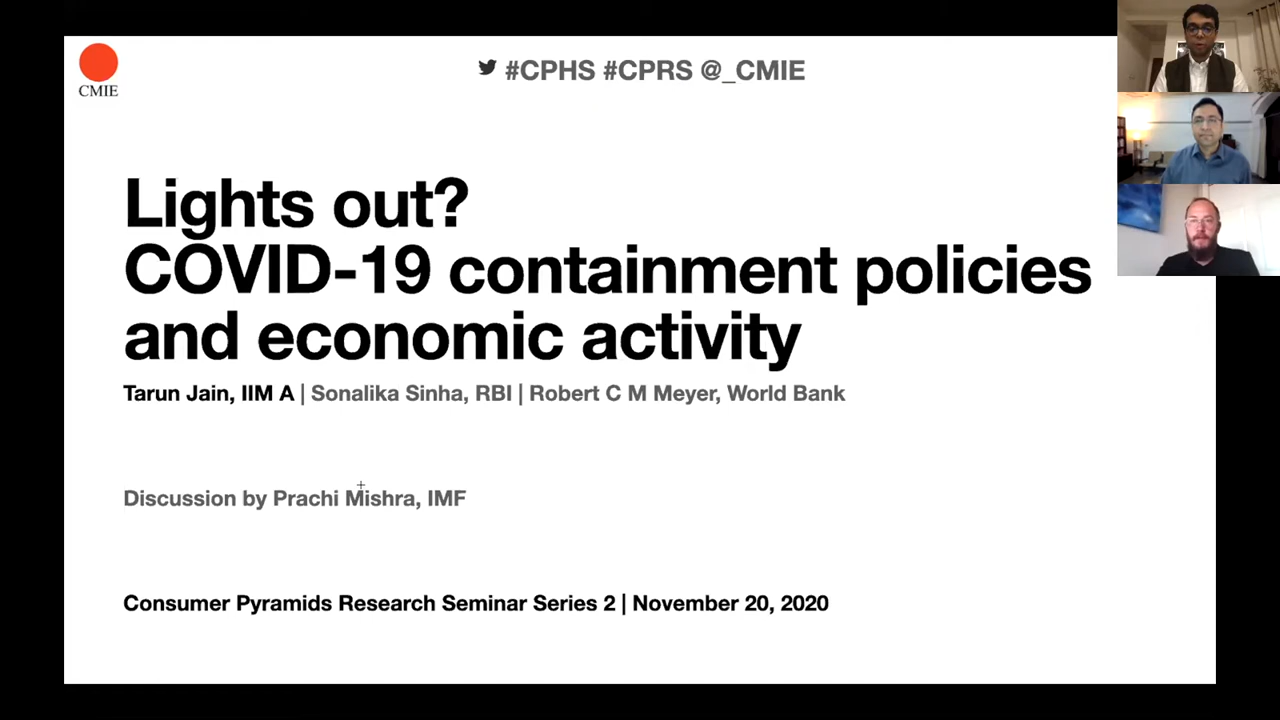 CMIE
#CPHS #CPRS @_CMIE
Lights out?
COVID-19 containment policies
and economic activity
Tarun Jain, IIM A | Sonalika Sinha, RBI | Robert C M Meyer, World Bank
Discussion by Prachi Mishra, IMF
Consumer Pyramids Research Seminar Series 2 | November 20, 2020